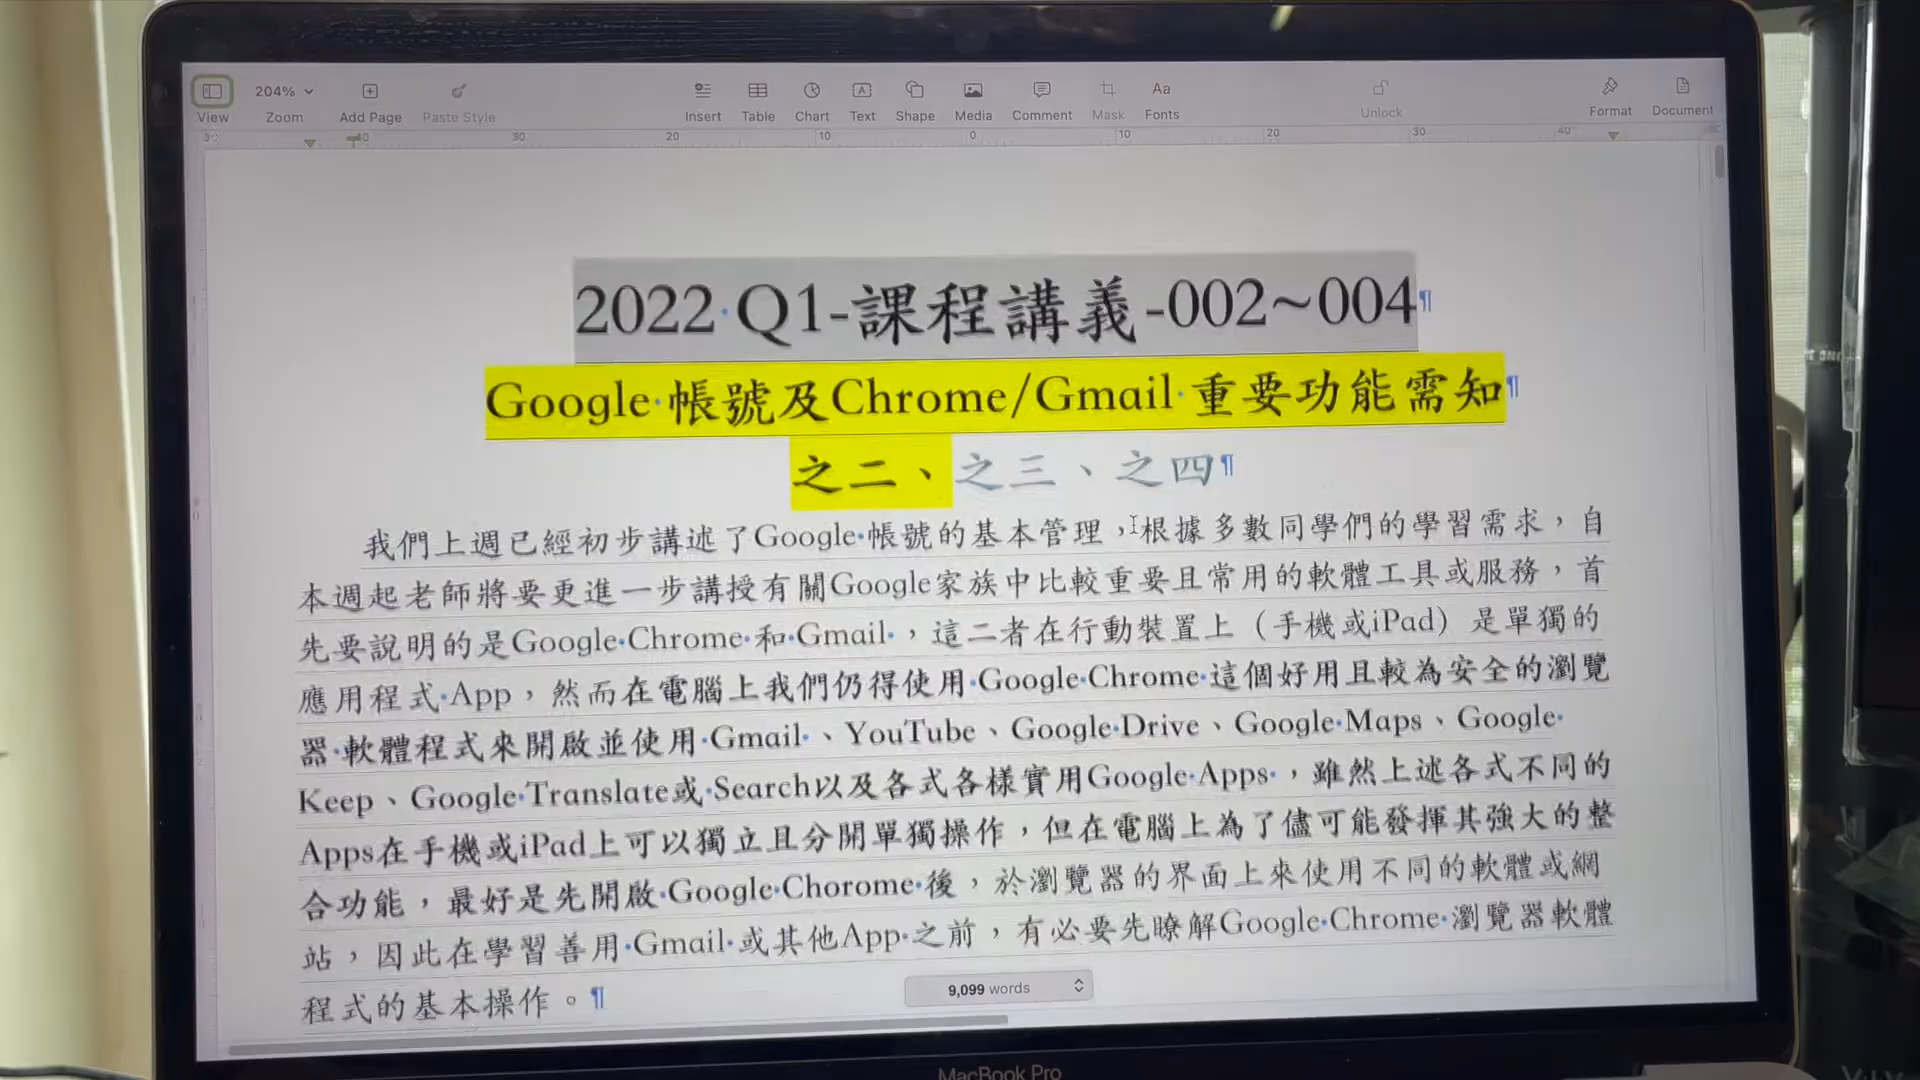 204%
View
Zoom
Add Page
Paste Style
Insert
Table
Chart
Text
Shape
Media
Comment
Mask
Aa
Fonts
Unlock
Format
Document
30 20 10 0 10 20 30 40
2022 Q1-課程講義-002~004
Google 帳號及Chrome/Gmail 重要功能需知
之二、之三、之四
我們上週已經初步講述了Google 帳號的基本管理，根據多數同學們的學習需求，自
本週起老師將要更進一步講授有關Google家族中比較重要且常用的軟體工具或服務，首
先要說明的是Google Chrome 和 Gmail ，這二者在行動裝置上（手機或iPad）是單獨的
應用程式 App，然而在電腦上我們仍得使用 Google Chrome 這個好用且較為安全的瀏覽
器 軟體程式來開啟並使用 Gmail 、YouTube、Google Drive、Google Maps、Google
Keep、Google Translate或 Search以及各式各樣實用Google Apps ，雖然上述各式不同的
Apps在手機或iPad上可以獨立且分開單獨操作，但在電腦上為了儘可能發揮其強大的整
合功能，最好是先開啟 Google Chorome 後，於瀏覽器的界面上來使用不同的軟體或網
站，因此在學習善用 Gmail 或其他App 之前，有必要先瞭解Google Chrome 瀏覽器軟體
程式的基本操作。
9,099 words
MacBook Pro